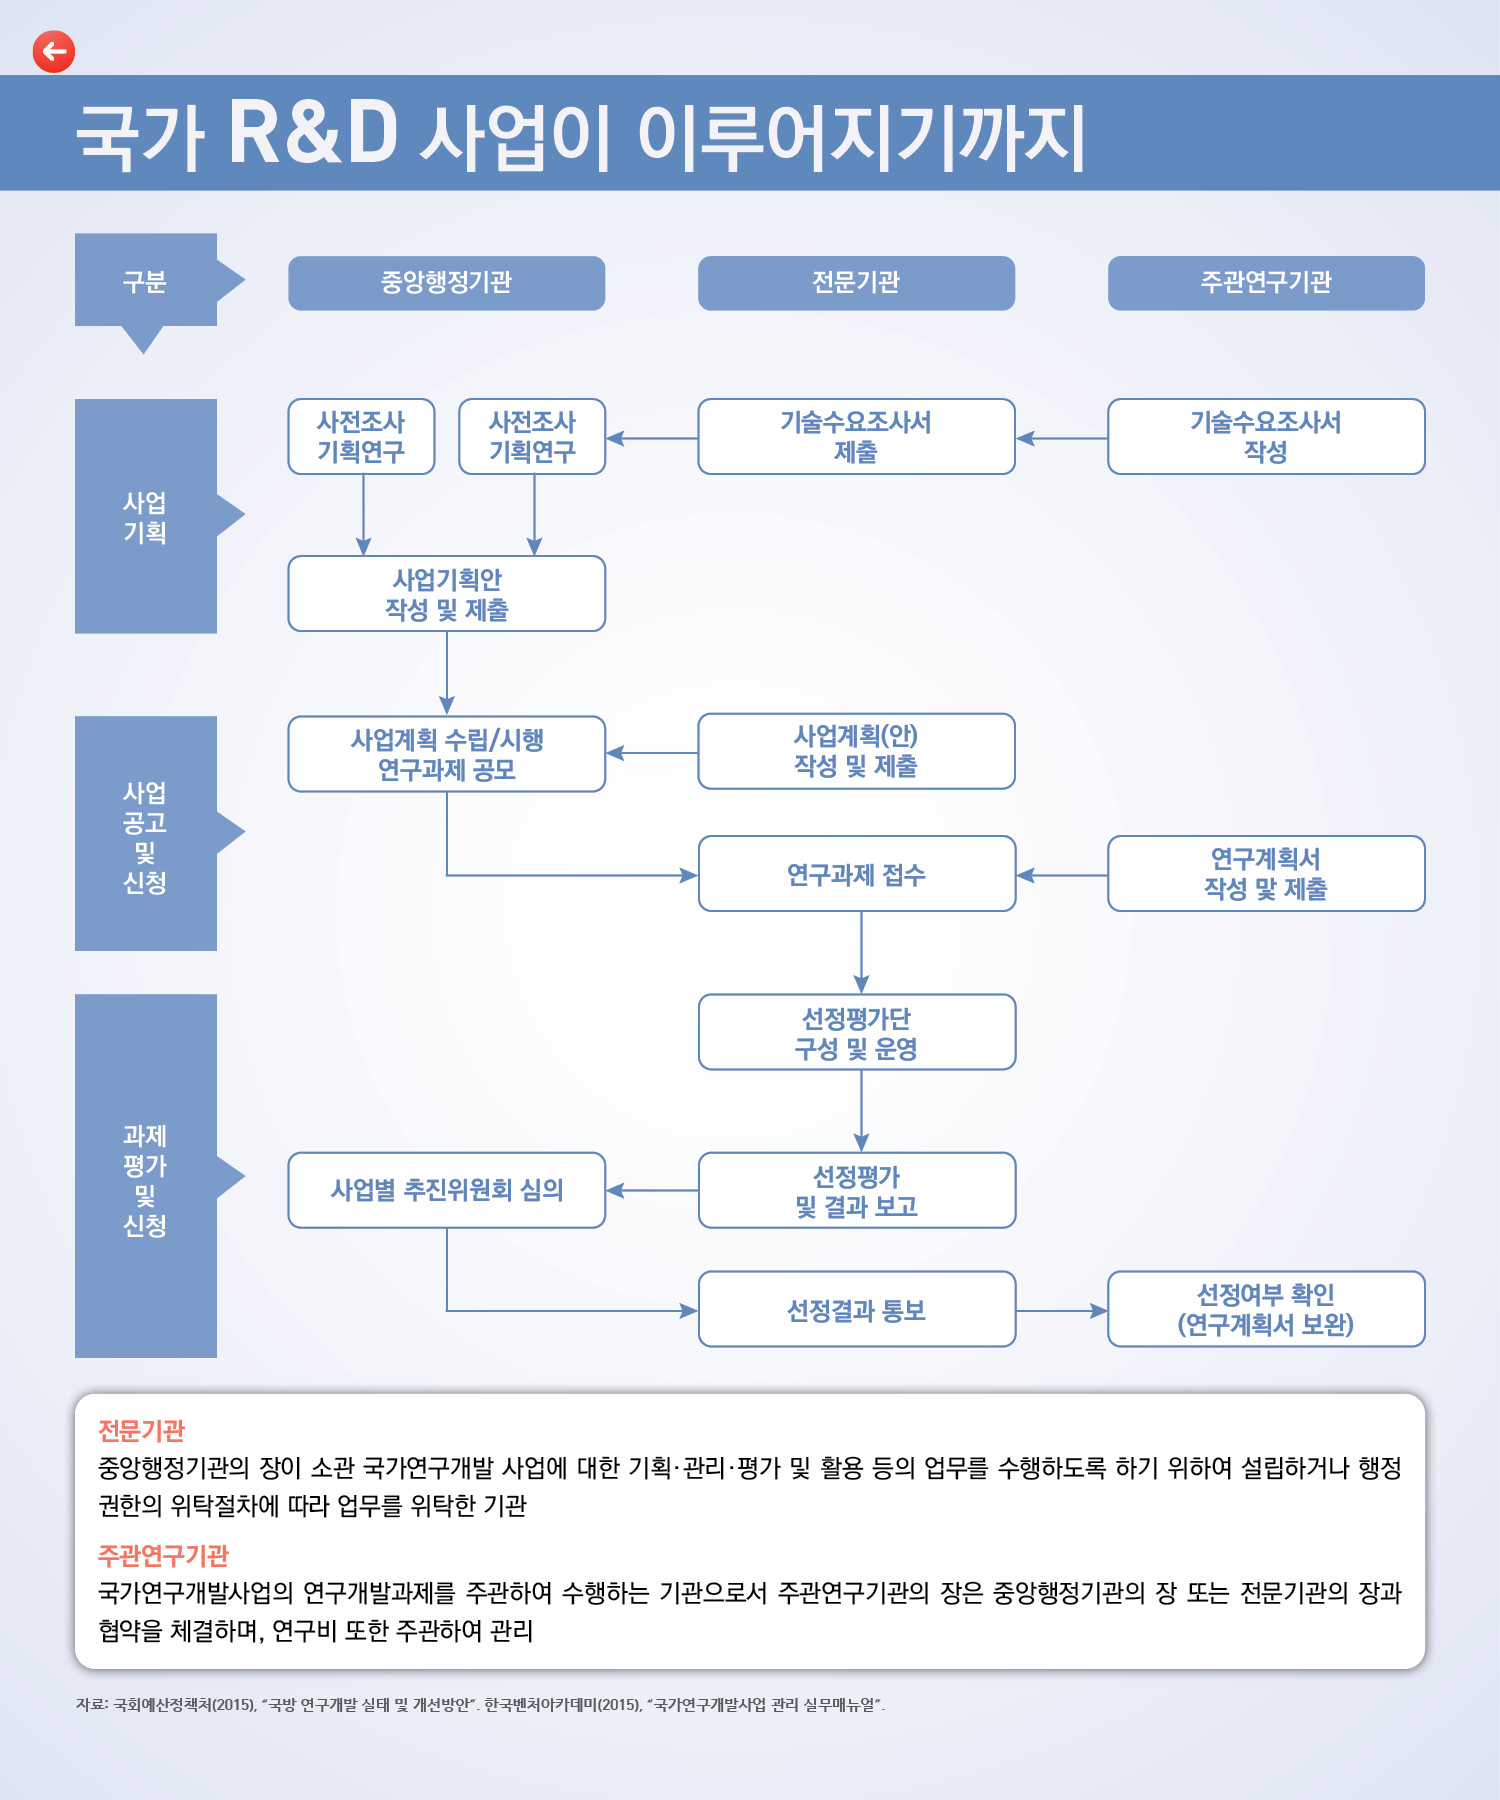 국가 R&D 사업이 이루어지기까지
구분
중앙행정기관
전문기관
주관연구기관
사업
기획
사전조사
기획연구
사전조사
기획연구
기술수요조사서
제출
기술수요조사서
작성
사업기획안
작성 및 제출
사업
공고
및
신청
사업계획 수립/시행
연구과제 공모
사업계획(안)
작성 및 제출
연구과제 접수
연구계획서
작성 및 제출
과제
평가
및
신청
선정평가단
구성 및 운영
사업별 추진위원회 심의
선정평가
및 결과 보고
선정결과 통보
선정여부 확인
(연구계획서 보완)
전문기관
중앙행정기관의 장이 소관 국가연구개발 사업에 대한 기획·관리·평가 및 활용 등의 업무를 수행하도록 하기 위하여 설립하거나 행정
권한의 위탁절차에 따라 업무를 위탁한 기관
주관연구기관
국가연구개발사업의 연구개발과제를 주관하여 수행하는 기관으로서 주관연구기관의 장은 중앙행정기관의 장 또는 전문기관의 장과
협약을 체결하며, 연구비 또한 주관하여 관리
자료: 국회예산정책처(2015), “국방 연구개발 실태 및 개선방안”. 한국벤처아카데미(2015), “국가연구개발사업 관리 실무매뉴얼”.